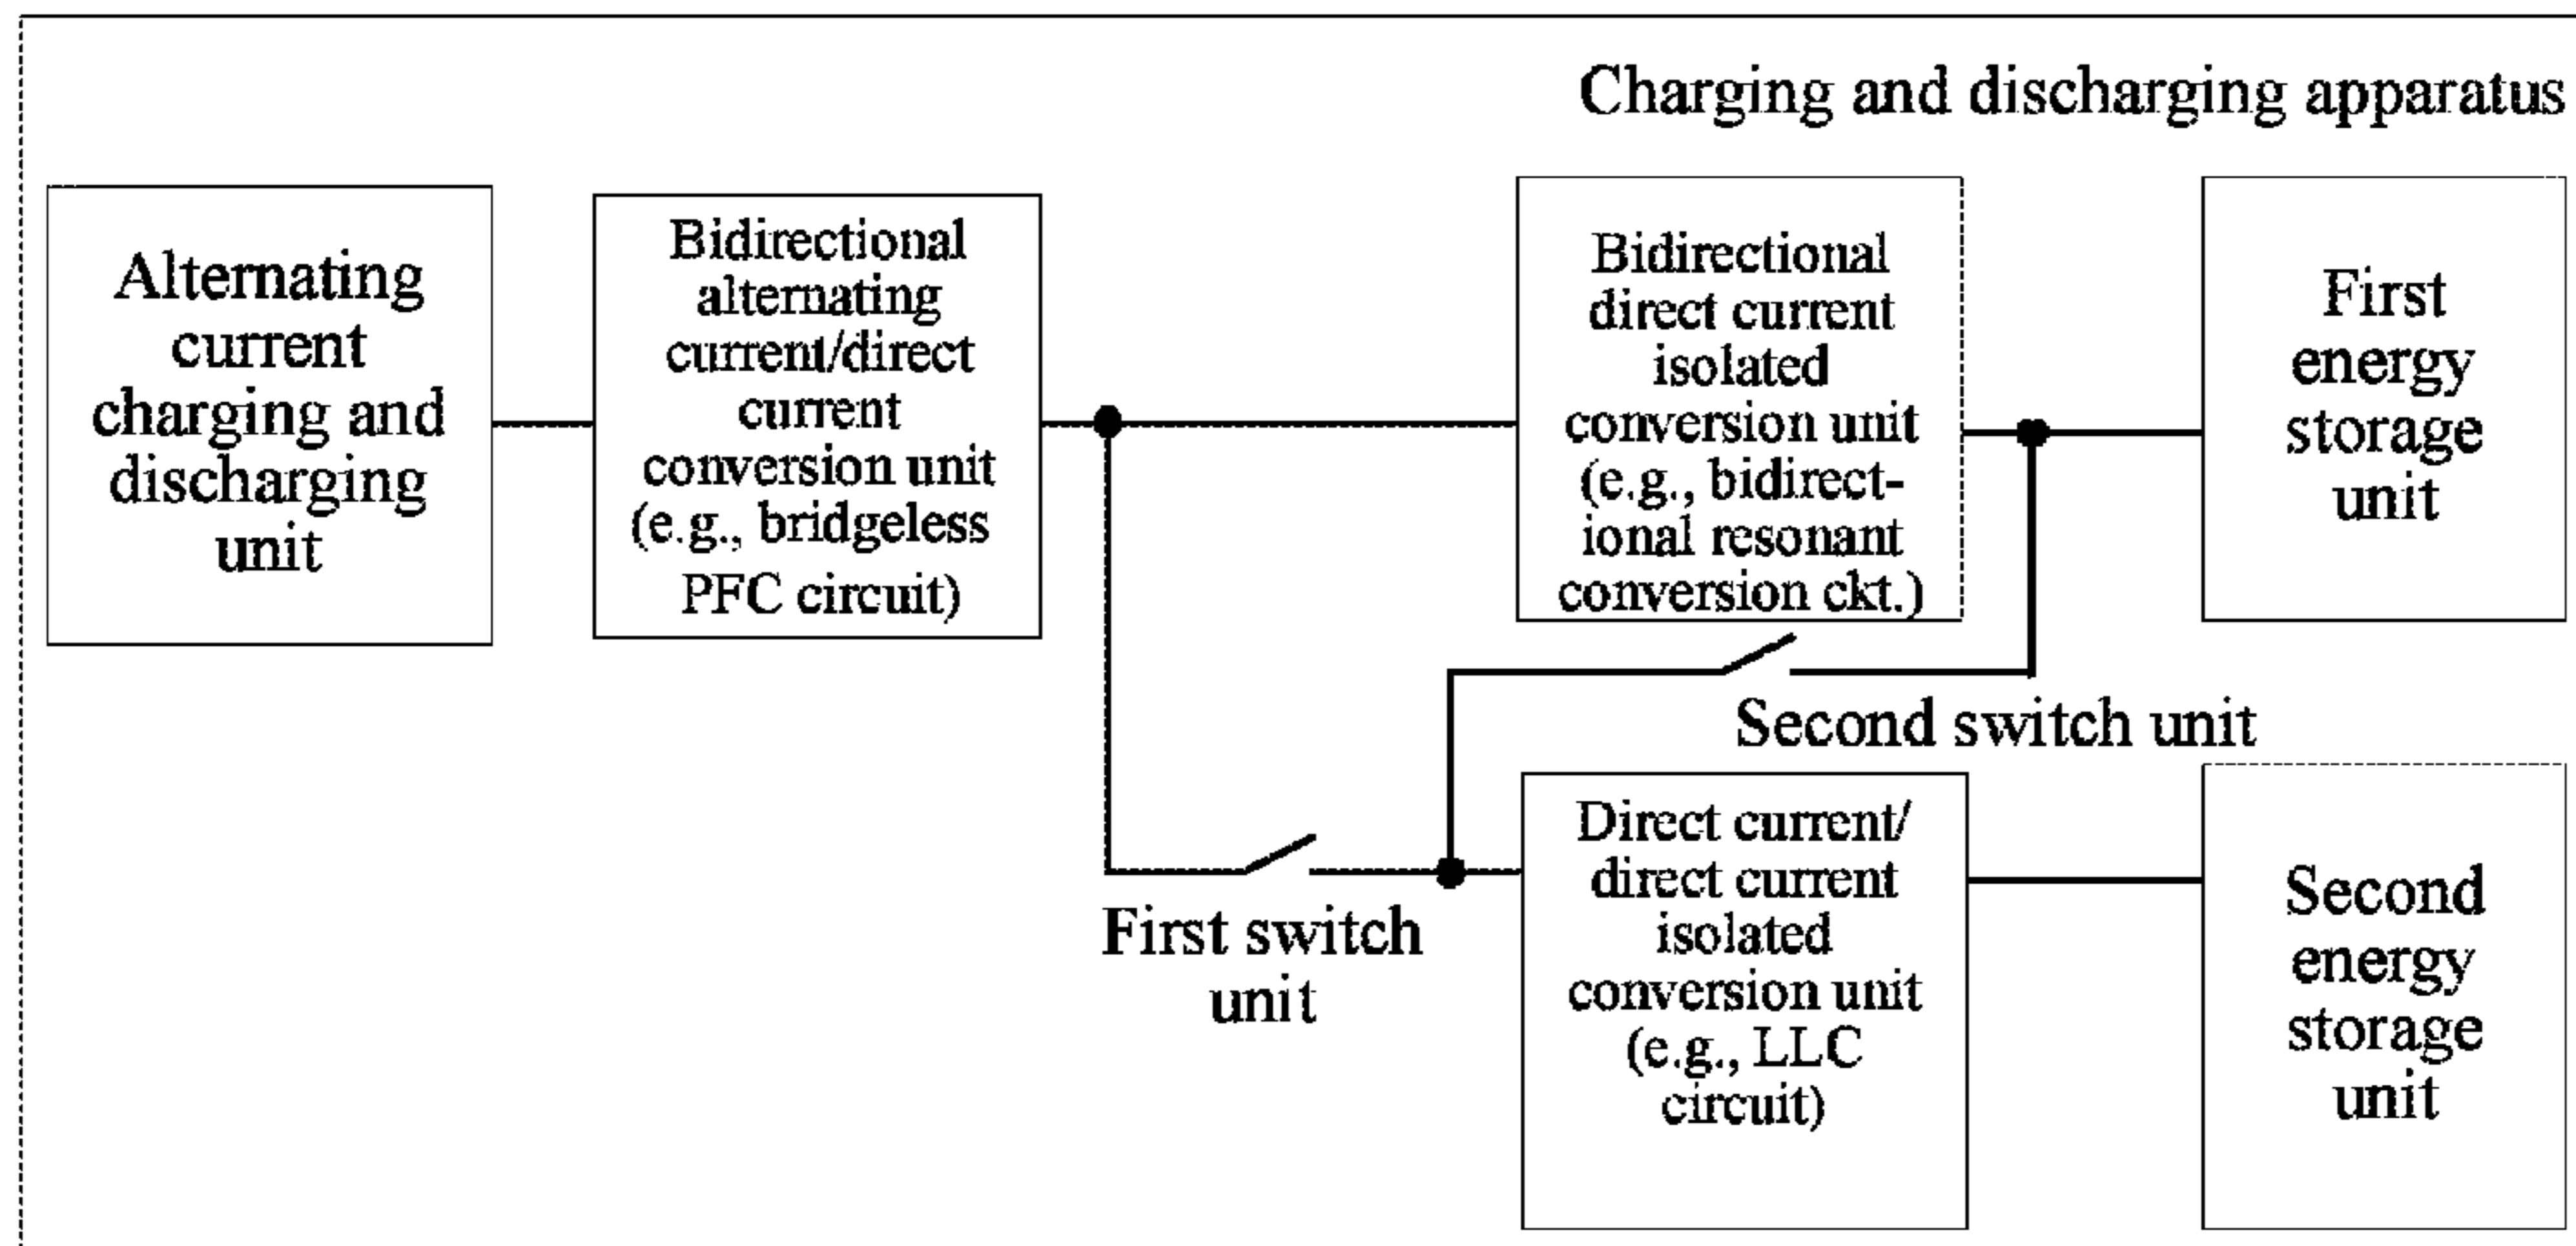 Charging and discharging apparatus
Alternating
current
charging and
discharging
unit
Bidirectional
alternating
current/direct
current
conversion unit
(e.g., bridgeless
PFC circuit)
Bidirectional
direct current
isolated
conversion unit
(e.g., bidirect-
ional resonant
conversion ckt.)
First
energy
storage
unit
Second switch unit
First switch
unit
Direct current/
direct current
isolated
conversion unit
(e.g., LLC
circuit)
Second
energy
storage
unit